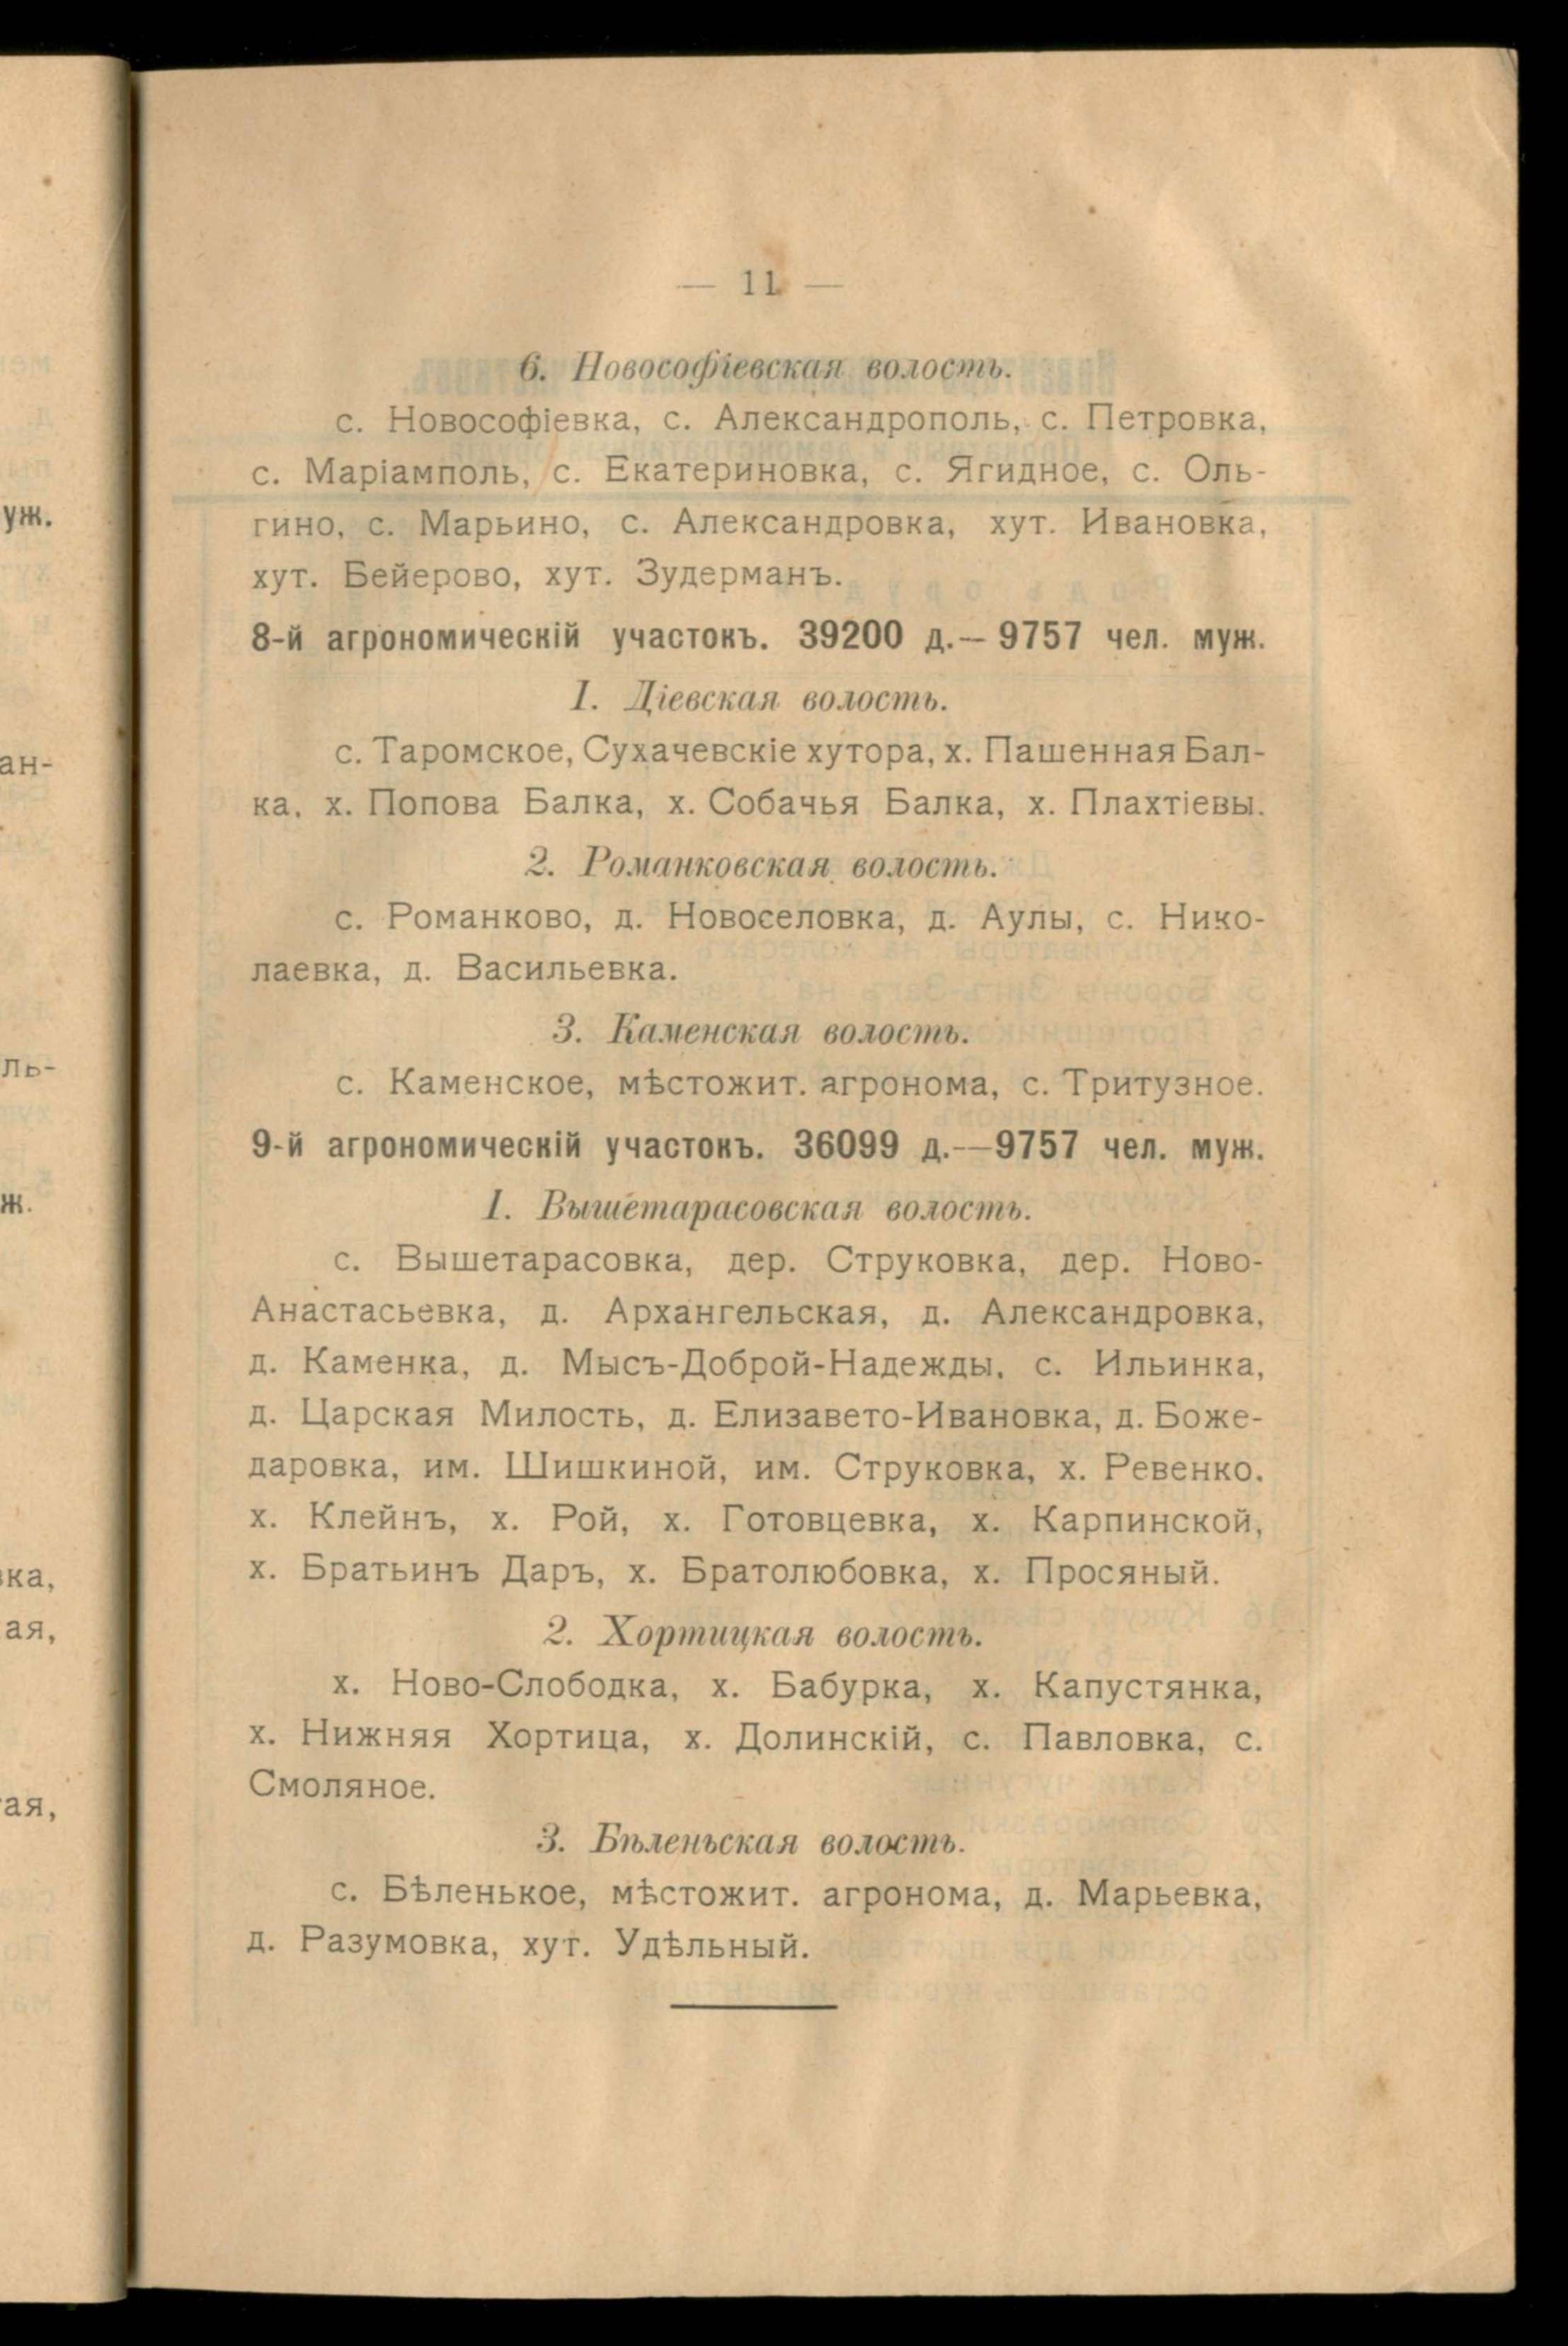 — 11 —
6. Новософіевская волость.
с. Новософіевка, с. Александрополь, с. Петровка,
с. Маріамполь, с. Екатериновка, с. Ягидное, с. Оль-
гино, с. Марьино, с. Александровка, хут. Ивановка,
хут. Бейерово, хут. Зудерманъ.
8-й агрономическій участокъ. 39200 д.— 9757 чел. муж.
1. Діевская волость.
с. Таромское, Сухачевскіе хутора, х. Пашенная Бал-
ка, х. Попова Балка, х. Собачья Балка, х. Плахтіевы.
2. Романковская волость.
с. Романково, д. Новоселовка, д. Аулы, с. Нико-
лаевка, д. Васильевка.
3. Каменская волость.
с. Каменское, мѣстожит. агронома, с. Тритузное.
9-й агрономическій участокъ. 36099 д.—9757 чел. муж.
1. Вышетарасовская волость.
с. Вышетарасовка, дер. Струковка, дер. Ново-
Анастасьевка, д. Архангельская, д. Александровка,
д. Каменка, д. Мысъ-Доброй-Надежды, с. Ильинка,
д. Царская Милость, д. Елизавето-Ивановка, д. Боже-
даровка, им. Шишкиной, им. Струковка, х. Ревенко,
х. Клейнъ, х. Рой, х. Готовцевка, х. Карпинской,
х. Братьинъ Даръ, х. Братолюбовка, х. Просяный.
2. Хортицкая волость.
х. Ново-Слободка, х. Бабурка, х. Капустянка,
х. Нижняя Хортица, х. Долинскій, с. Павловка, с.
Смоляное.
3. Бѣленьская волость.
с. Бѣленькое, мѣстожит. агронома, д. Марьевка,
д. Разумовка, хут. Удѣльный.